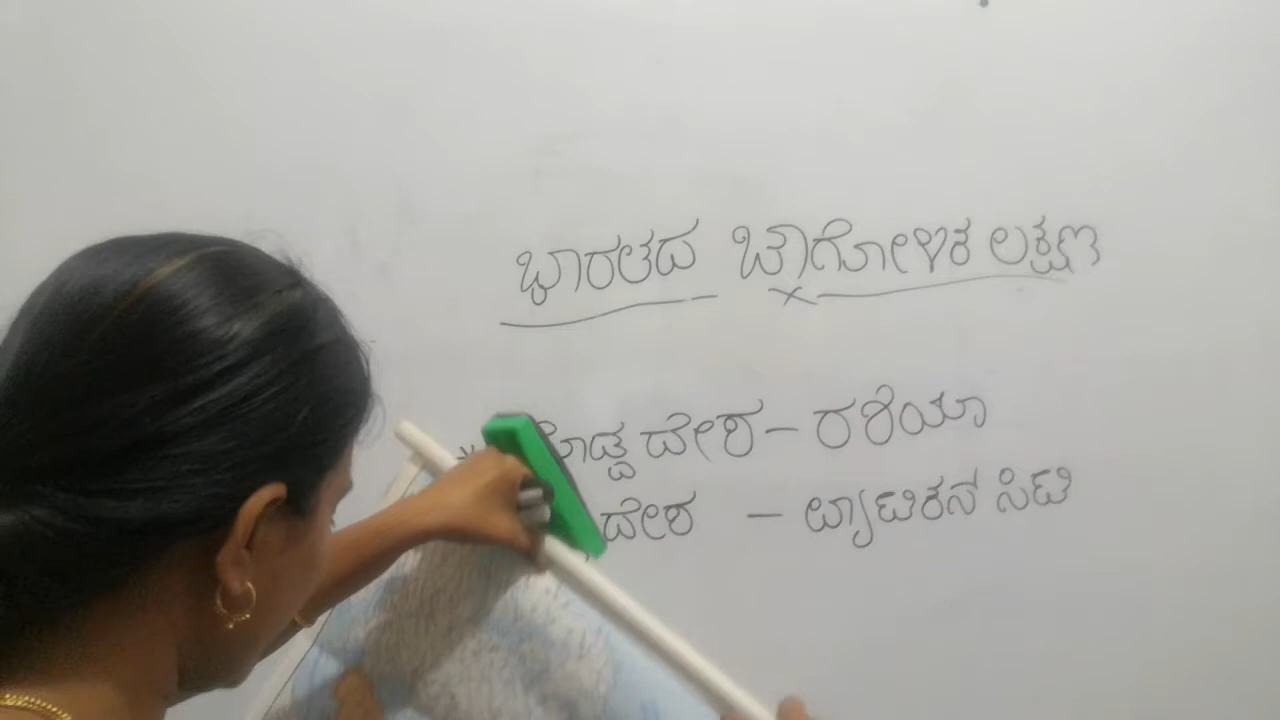 ಭಾರತದ ಭೌಗೋಳಿಕ ಲಕ್ಷಣ
ದೇಶ - ರಶಿಯಾ
ದೇಶ - ವ್ಯಾಟಿಕನ ಸಿಟಿ